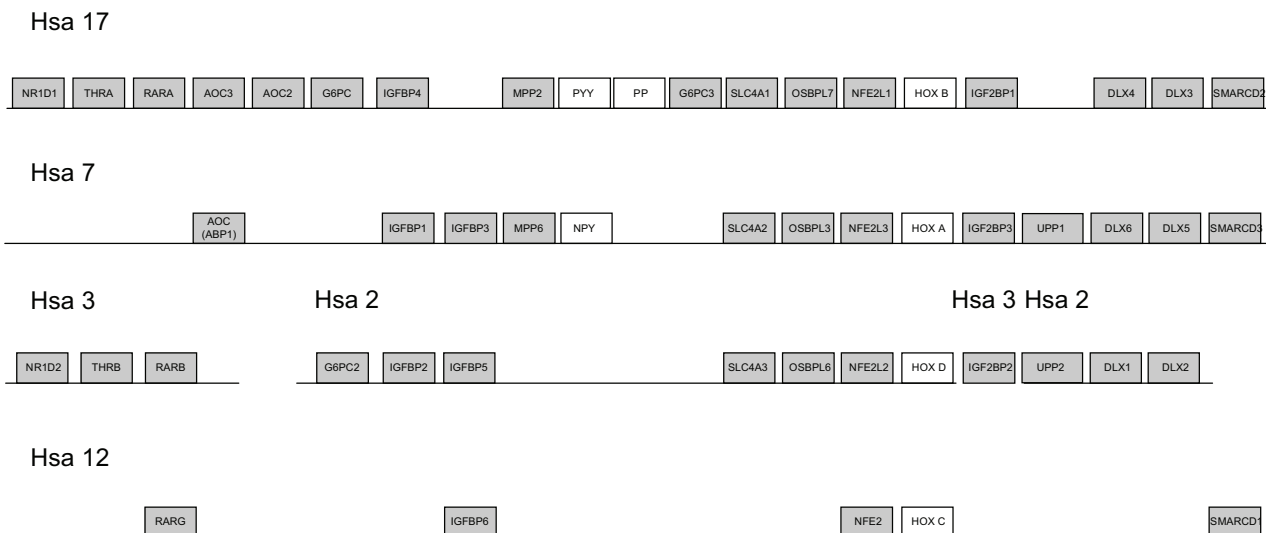 Hsa 17
NR1D1 THRA RARA AOC3 AOC2 G6PC IGFBP4 MPP2 PYY PP G6PC3 SLC4A1 OSBPL7 NFE2L1 HOX B IGF2BP1 DLX4 DLX3 SMARCD2
Hsa 7
AOC
(ABP1)
IGFBP1 IGFBP3 MPP6 NPY SLC4A2 OSBPL3 NFE2L3 HOX A IGF2BP3 UPP1 DLX6 DLX5 SMARCD3
Hsa 3 Hsa 2 Hsa 3 Hsa 2
NR1D2 THRB RARB G6PC2 IGFBP2 IGFBP5 SLC4A3 OSBPL6 NFE2L2 HOX D IGF2BP2 UPP2 DLX1 DLX2
Hsa 12
RARG IGFBP6 NFE2 HOX C SMARCD1